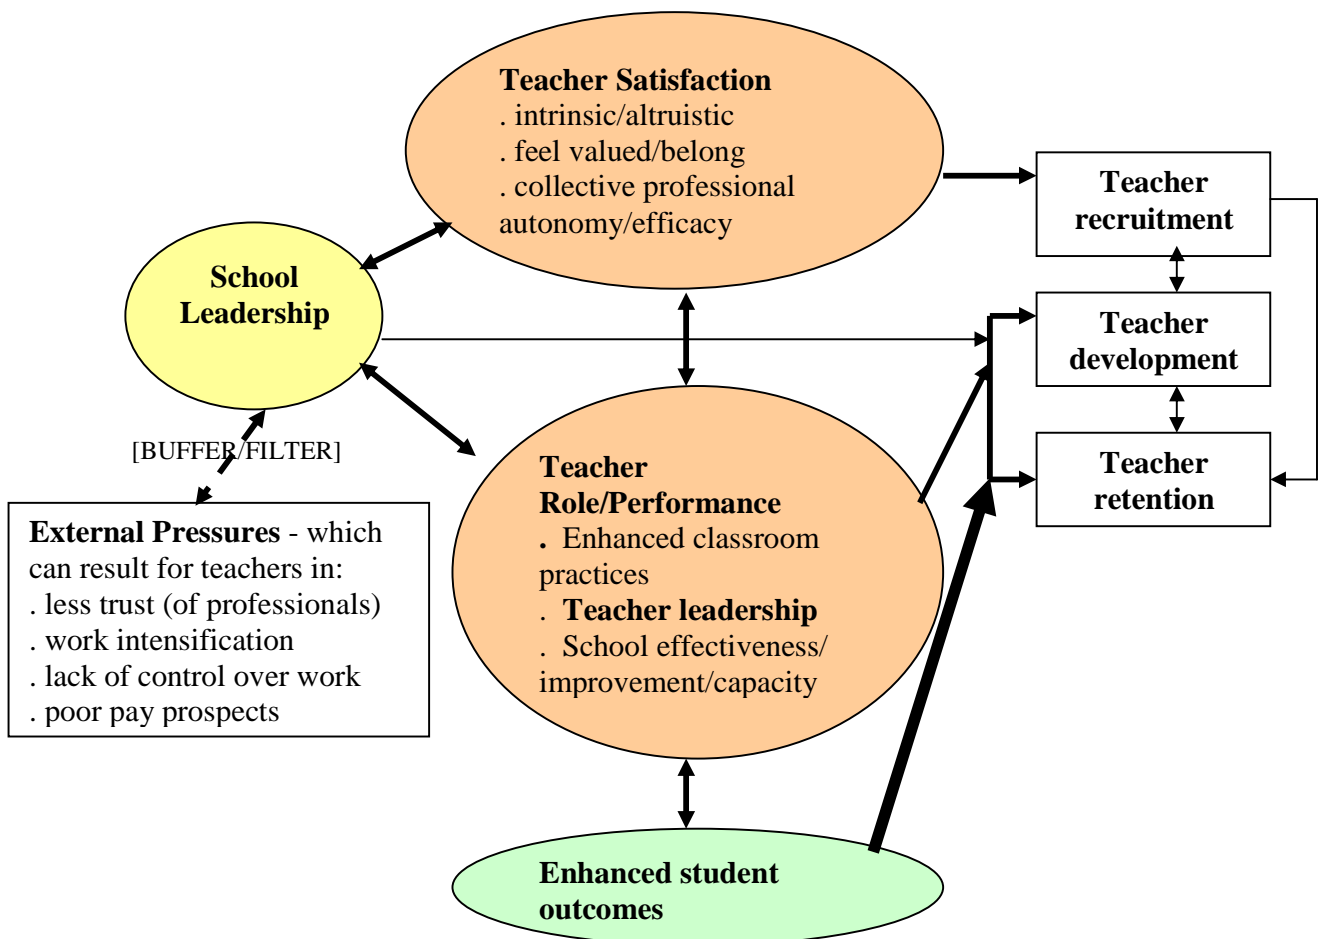 Teacher Satisfaction
. intrinsic/altruistic
. feel valued/belong
. collective professional
autonomy/efficacy
Teacher
recruitment
School
Leadership
Teacher
development
[BUFFER/FILTER]
Teacher
retention
Teacher
Role/Performance
. Enhanced classroom
practices
. Teacher leadership
. School effectiveness/
improvement/capacity
External Pressures - which
can result for teachers in:
. less trust (of professionals)
. work intensification
. lack of control over work
. poor pay prospects
Enhanced student
outcomes